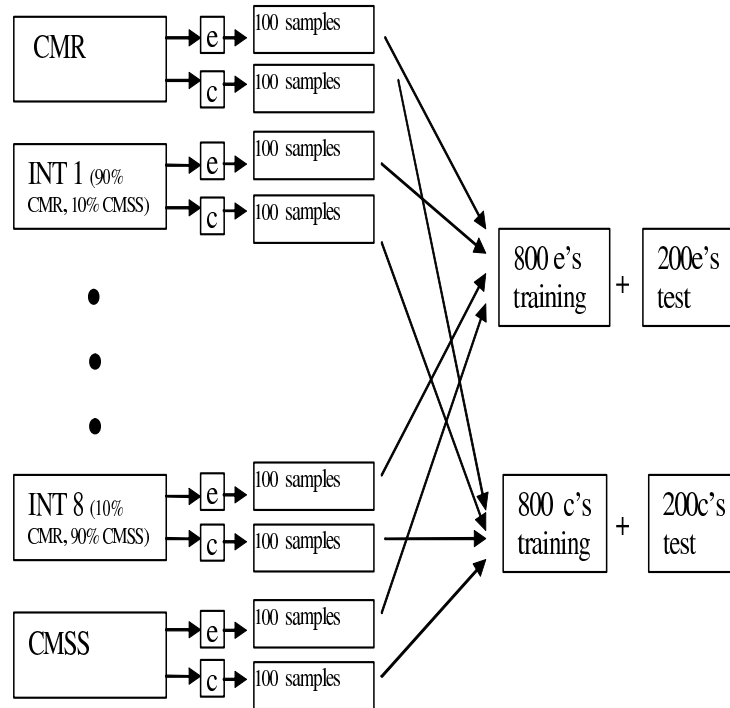 CMR
e
100 samples
c
100 samples
INT 1 (90%
CMR, 10% CMSS)
e
100 samples
c
100 samples
800 e's
training
+
200e's
test
INT 8 (10%
CMR, 90% CMSS)
e
100 samples
c
100 samples
800 c's
training
+
200c's
test
CMSS
e
100 samples
c
100 samples